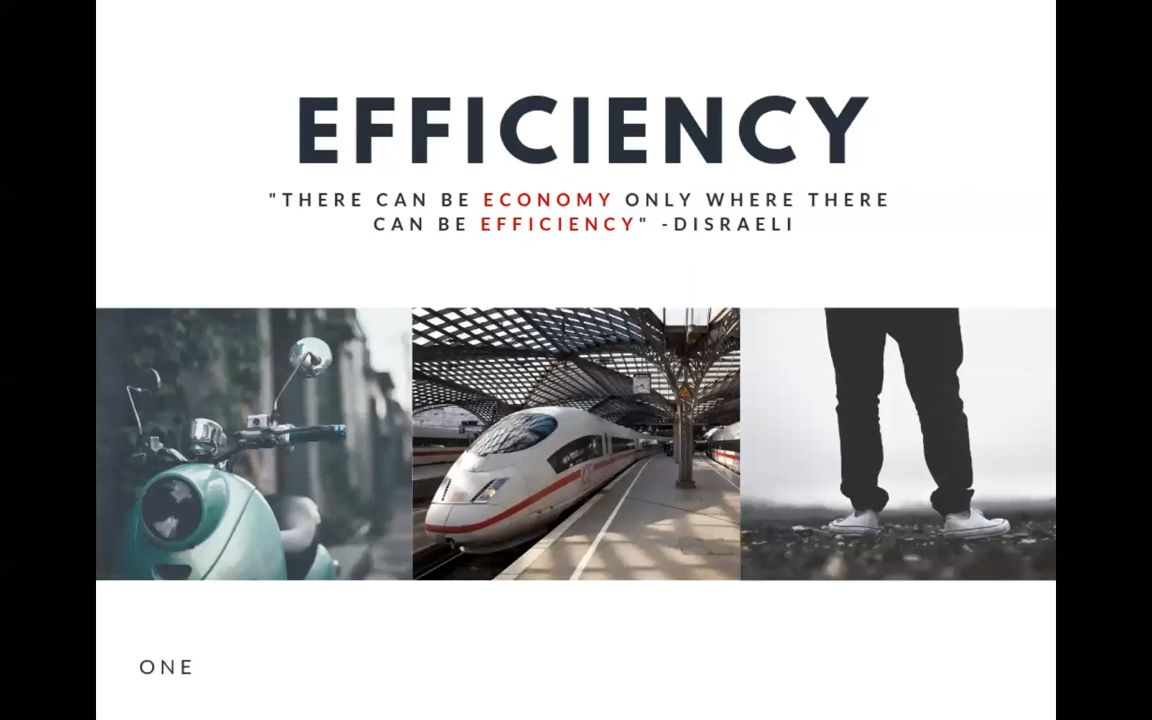 EFFICIENCY
"THERE CAN BE ECONOMY ONLY WHERE THERE
CAN BE EFFICIENCY" -DISRAELI
ONE